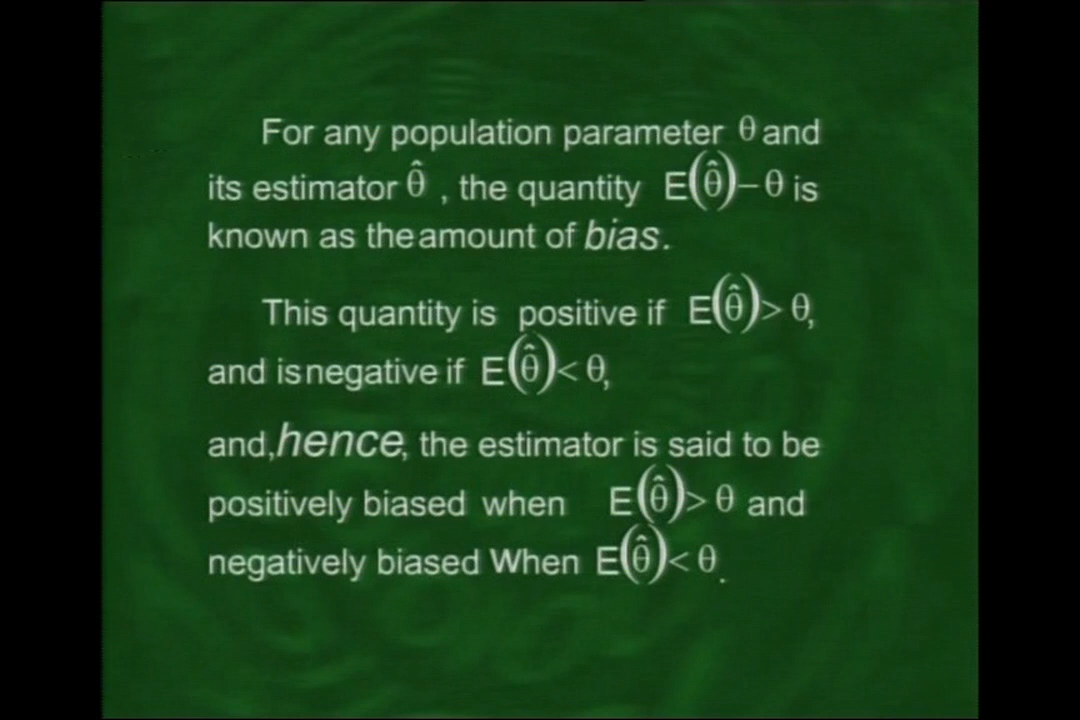 For any population parameter θ and
its estimator θ̂ , the quantity E(θ̂)−θ is
known as theamount of bias.
This quantity is positive if E(θ̂)> θ,
and isnegative if E(θ̂)< θ,
and,hence, the estimator is said to be
positively biased when E(θ̂)> θ and
negatively biased When E(θ̂)< θ.